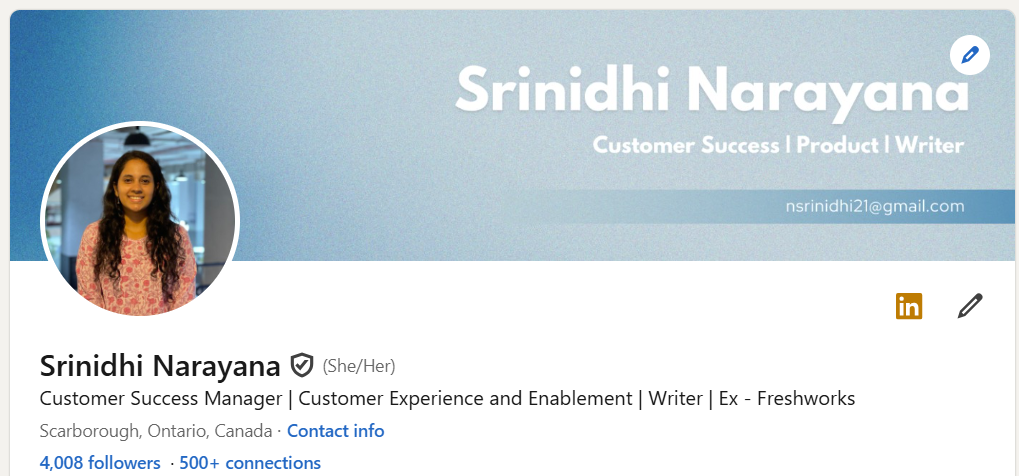 Srinidhi Narayana
Customer Success | Product | Writer
nsrinidhi21@gmail.com
in
Srinidhi Narayana (She/Her)
Customer Success Manager | Customer Experience and Enablement | Writer | Ex - Freshworks
Scarborough, Ontario, Canada · Contact info
4,008 followers · 500+ connections